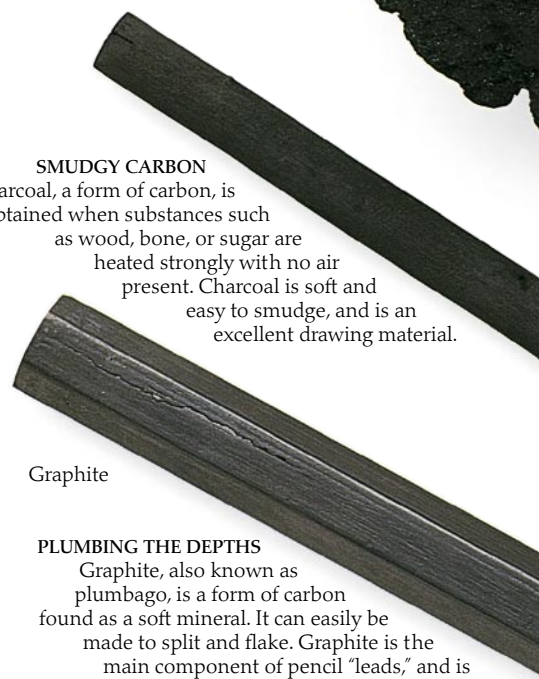 SMUDGY CARBON
arcoal, a form of carbon, is
btained when substances such
as wood, bone, or sugar are
heated strongly with no air
present. Charcoal is soft and
easy to smudge, and is an
excellent drawing material.
Graphite
PLUMBING THE DEPTHS
Graphite, also known as
plumbago, is a form of carbon
found as a soft mineral. It can easily be
made to split and flake. Graphite is the
main component of pencil “leads,” and is